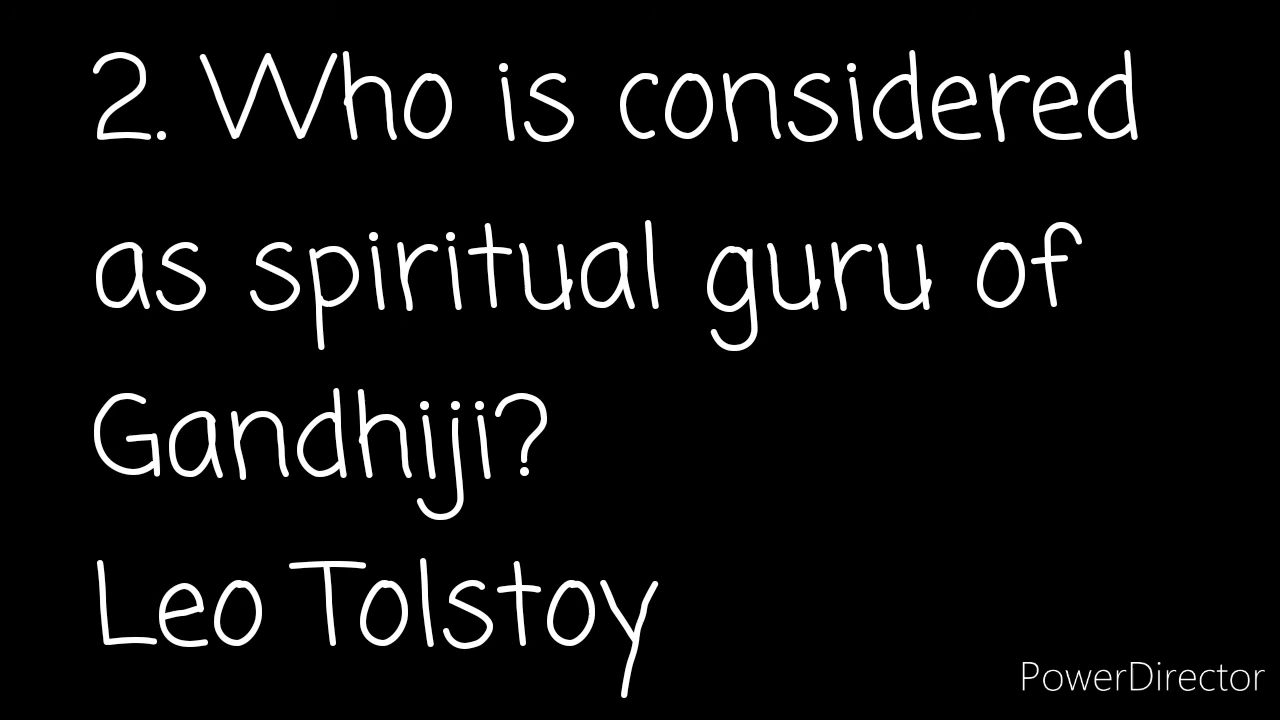 2. Who is considered
as spiritual guru of
Gandhiji?
Leo Tolstoy
PowerDirector